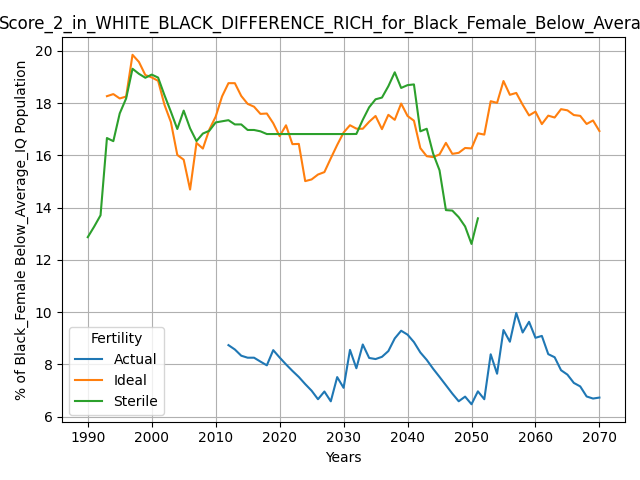 Score_2_in_WHITE_BLACK_DIFFERENCE_RICH_for_Black_Female_Below_Avera
% of Black_Female Below_Average_IQ Population
20
18
16
14
12
10
8
6
Fertility
Actual
Ideal
Sterile
1990 2000 2010 2020 2030 2040 2050 2060 2070
Years